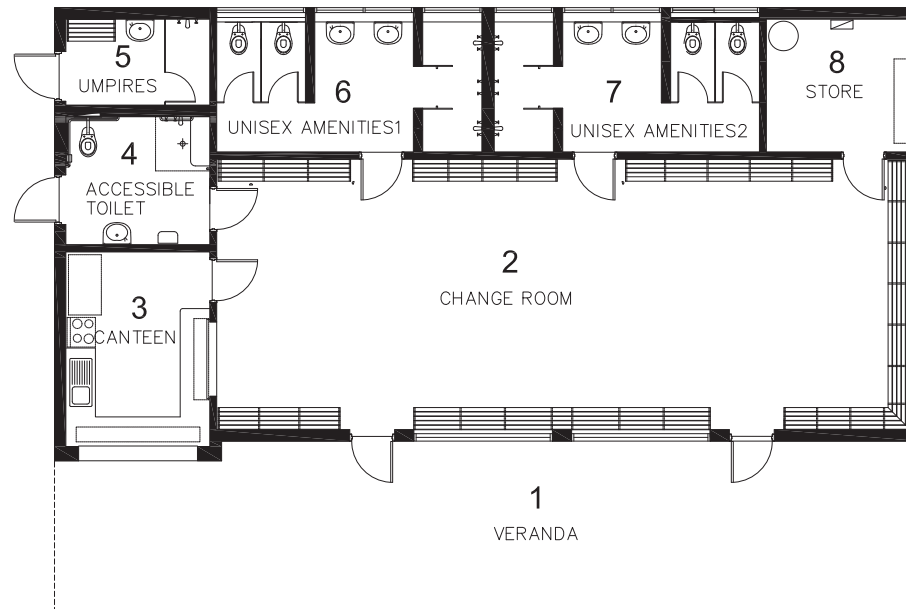 5
UMPIRES
6
UNISEX AMENITIES1
7
UNISEX AMENITIES2
8
STORE
4
ACCESSIBLE
TOILET
3
CANTEEN
2
CHANGE ROOM
1
VERANDA